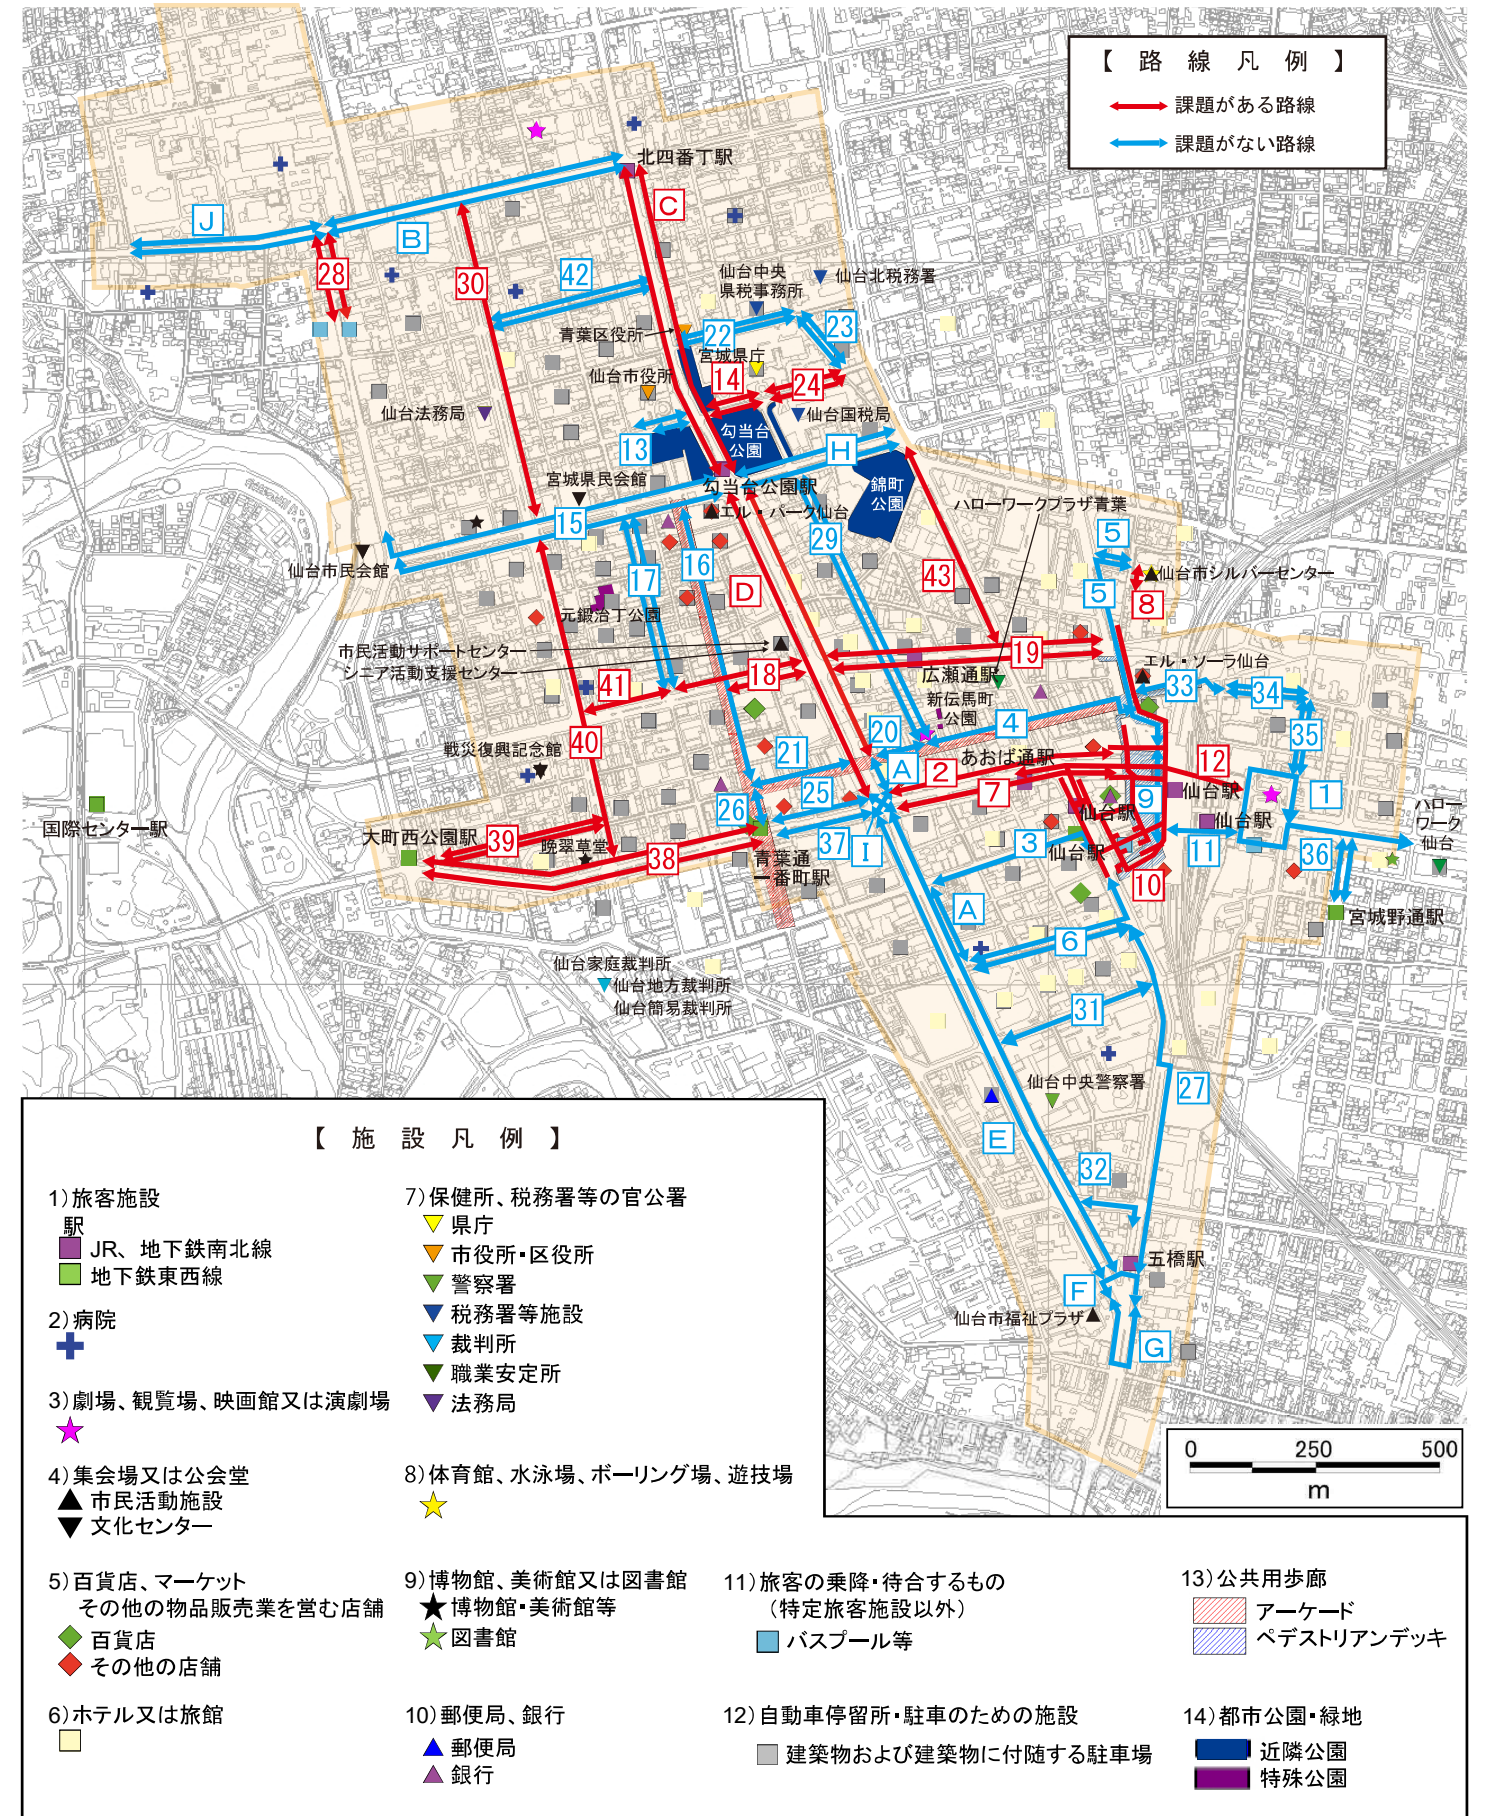 【 路 線 凡 例 】
課題がある路線
課題がない路線
北四番丁駅
C
J
B
28
30
42
仙台中央
県税事務所
仙台北税務署
青葉区役所
22
23
宮城県庁
仙台市役所
14
24
仙台法務局
仙台国税局
13
勾当台
公園
H
宮城県民会館
勾当台公園駅
錦町
公園
ハローワークプラザ青葉
エル・パーク仙台
15
29
5
仙台市民会館
16
17
43
5
仙台市シルバーセンター
8
D
元鍛冶丁公園
市民活動サポートセンター
シニア活動支援センター
19
広瀬通駅
エル・ソーラ仙台
18
41
33
34
新伝馬町
公園
4
35
20
40
戦災復興記念館
21
A
2
あおば通駅
12
7
26
25
9
仙台駅
1
国際センター駅
大町西公園駅
39
晩翠草堂
38
37
I
仙台駅
仙台駅
仙台駅
3
11
36
ハロー
ワーク
仙台
青葉通
一番町駅
10
A
宮城野通駅
6
仙台家庭裁判所
仙台地方裁判所
仙台簡易裁判所
31
仙台中央警察署
27
E
32
五橋駅
F
仙台市福祉プラザ
G
0 250 500
m
【 施 設 凡 例 】
1)旅客施設
駅
JR、地下鉄南北線
地下鉄東西線
2)病院
3)劇場、観覧場、映画館又は演劇場
4)集会場又は公会堂
市民活動施設
文化センター
5)百貨店、マーケット
その他の物品販売業を営む店舗
百貨店
その他の店舗
6)ホテル又は旅館
7)保健所、税務署等の官公署
県庁
市役所・区役所
警察署
税務署等施設
裁判所
職業安定所
法務局
8)体育館、水泳場、ボーリング場、遊技場
9)博物館、美術館又は図書館
博物館・美術館等
図書館
10)郵便局、銀行
郵便局
銀行
11)旅客の乗降・待合するもの
(特定旅客施設以外)
バスプール等
12)自動車停留所・駐車のための施設
建築物および建築物に付随する駐車場
13)公共用歩廊
アーケード
ペデストリアンデッキ
14)都市公園・緑地
近隣公園
特殊公園